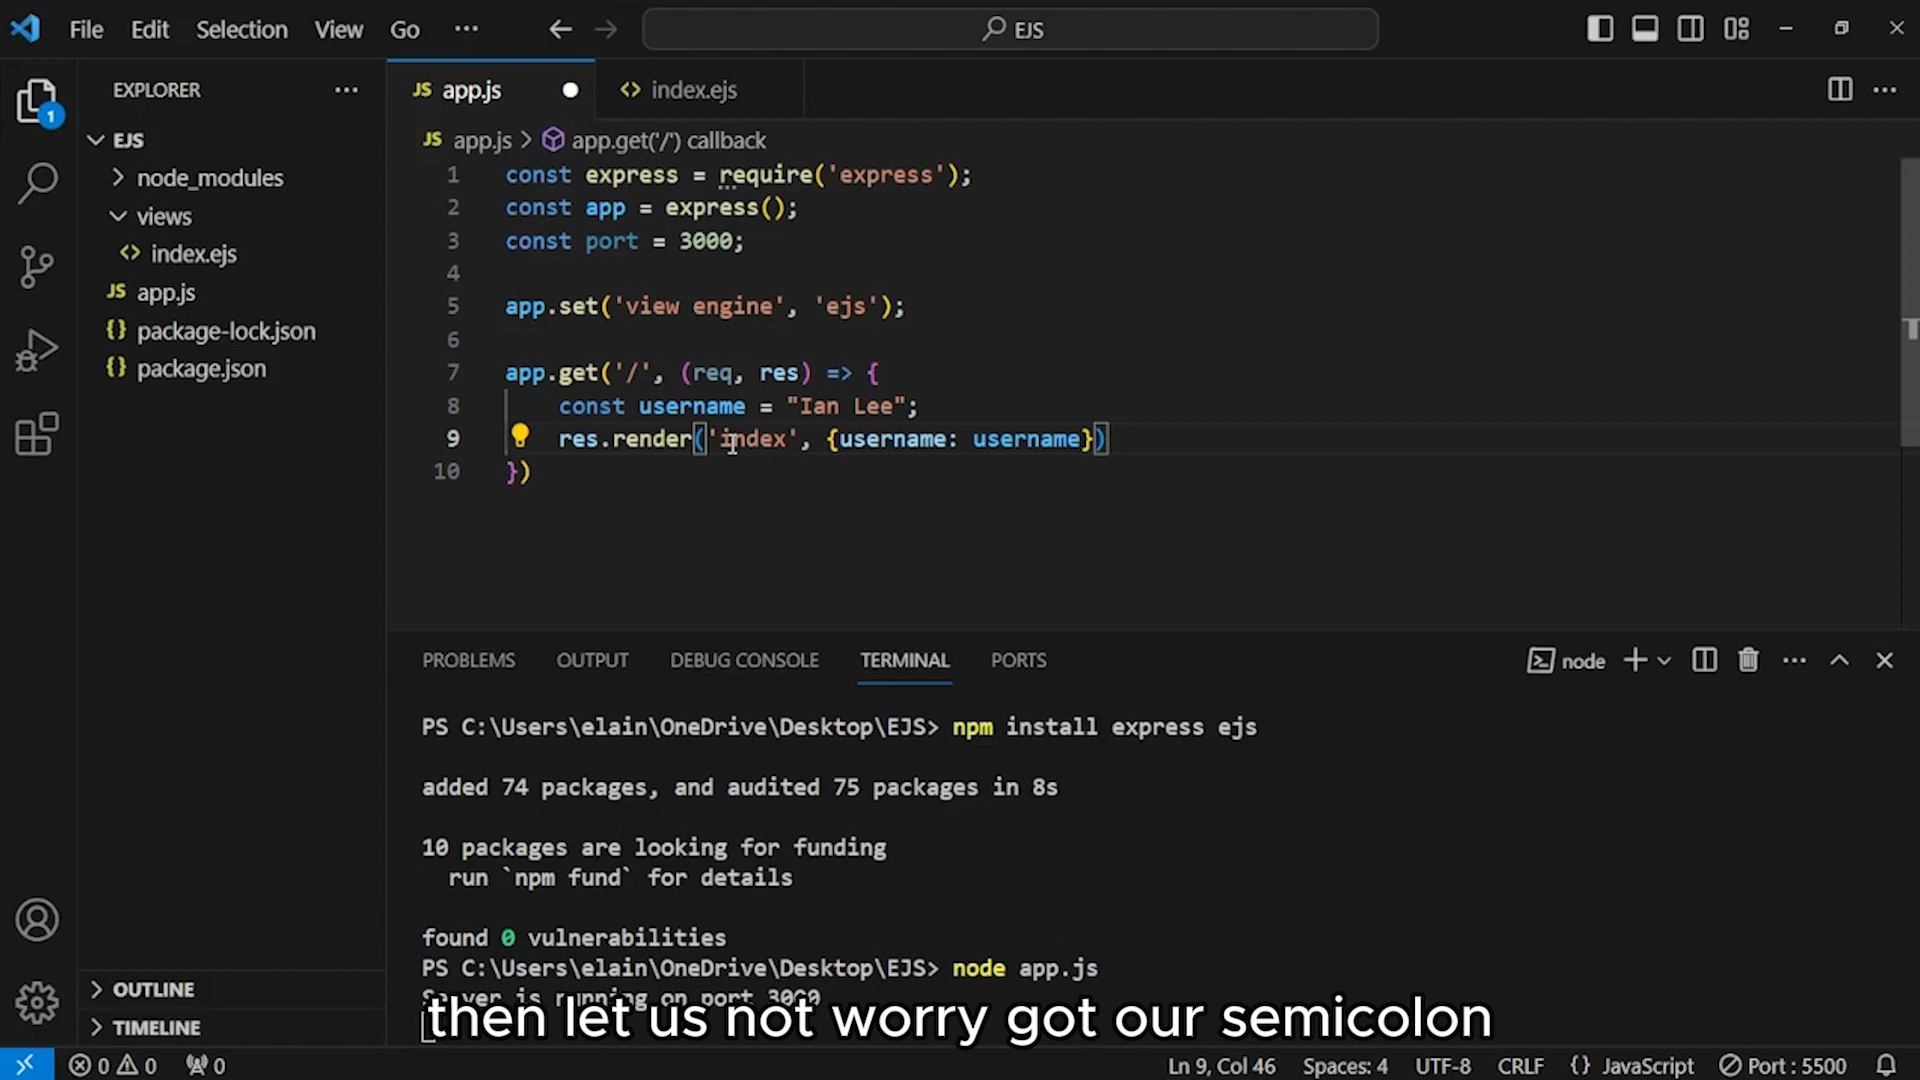 File Edit Selection View Go ··· EJS
EXPLORER ···
EJS
node_modules
views
index.ejs
JS app.js
{} package-lock.json
{} package.json
OUTLINE
TIMELINE
1
JS app.js
<> index.ejs
JS app.js > app.get('/') callback
1 const express = require('express');
2 const app = express();
3 const port = 3000;
4
5 app.set('view engine', 'ejs');
6
7 app.get('/', (req, res) => {
8 const username = "Ian Lee";
9 res.render('index', {username: username})
10 })
PROBLEMS OUTPUT DEBUG CONSOLE TERMINAL PORTS node
PS C:\Users\elain\OneDrive\Desktop\EJS> npm install express ejs
added 74 packages, and audited 75 packages in 8s
10 packages are looking for funding
run `npm fund` for details
found 0 vulnerabilities
PS C:\Users\elain\OneDrive\Desktop\EJS> node app.js
Server is running on port 3000
then let us not worry got our semicolon
0 0 0 Ln 9, Col 46 Spaces: 4 UTF-8 CRLF {} JavaScript Port : 5500